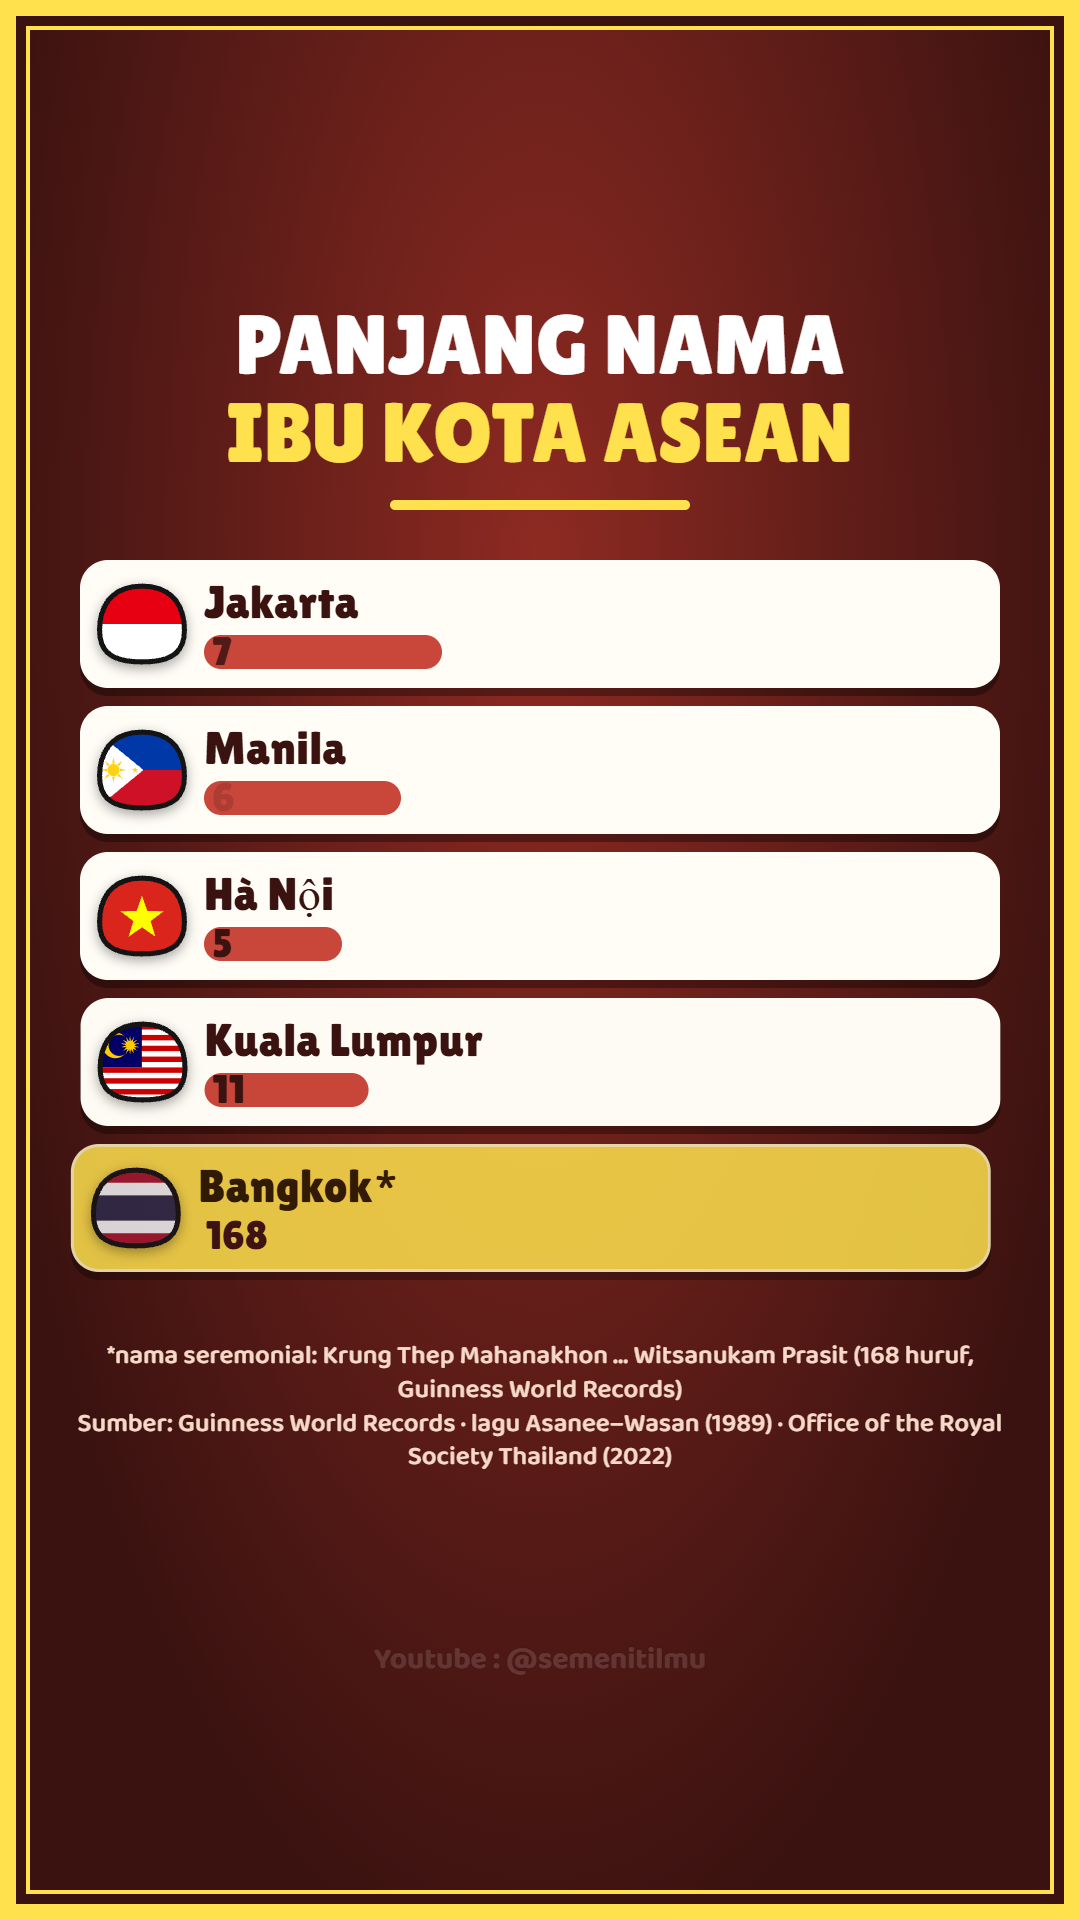 PANJANG NAMA
IBU KOTA ASEAN
Jakarta
7
Manila
6
Hà Nội
5
Kuala Lumpur
11
Bangkok*
168
*nama seremonial: Krung Thep Mahanakhon ... Witsanukam Prasit (168 huruf,
Guinness World Records)
Sumber: Guinness World Records · lagu Asanee–Wasan (1989) · Office of the Royal
Society Thailand (2022)
Youtube : @semenitilmu